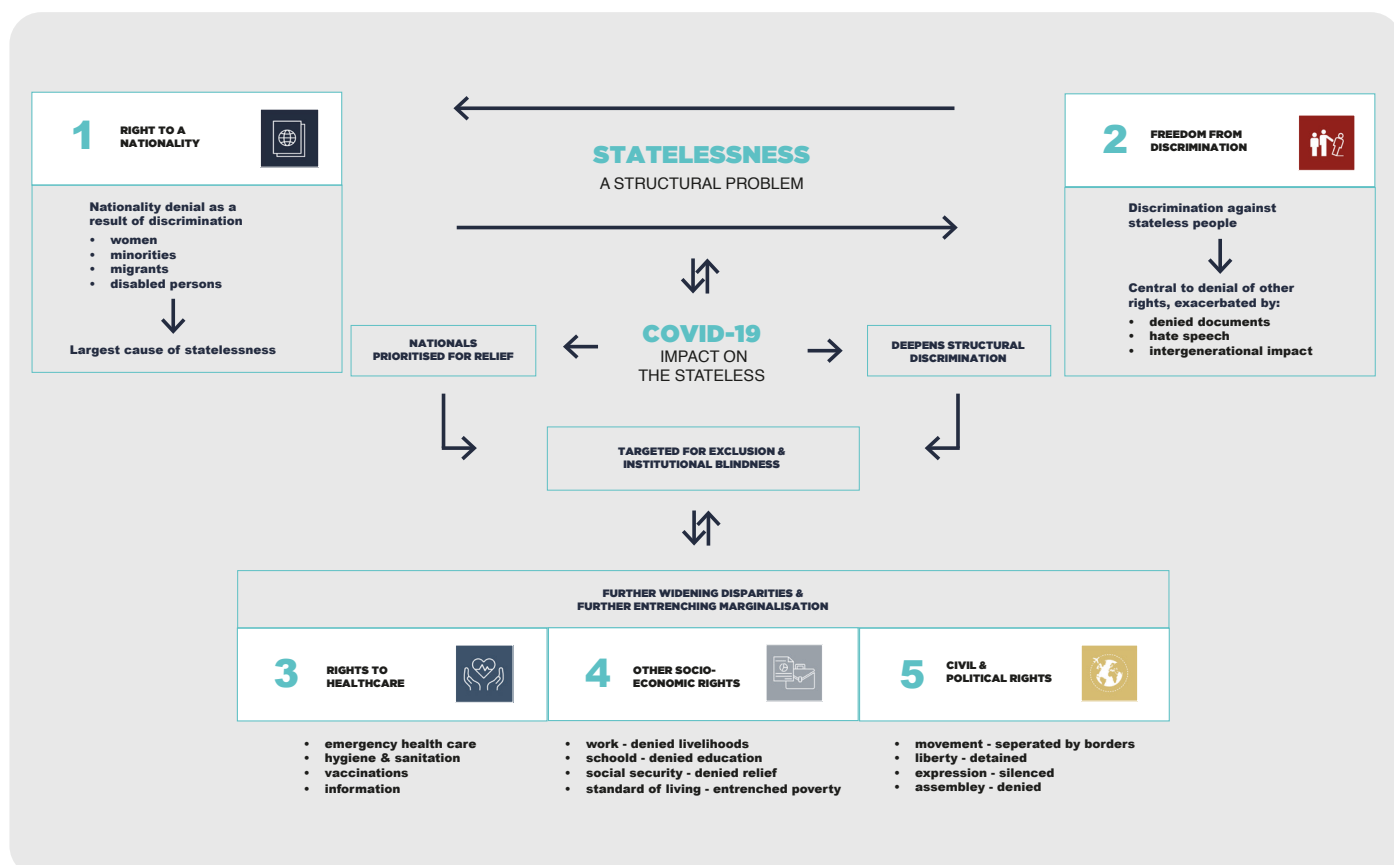 1
RIGHT TO A
NATIONALITY
Nationality denial as a
result of discrimination
• women
• minorities
• migrants
• disabled persons
Largest cause of statelessness
STATELESSNESS
A STRUCTURAL PROBLEM
2
FREEDOM FROM
DISCRIMINATION
Discrimination against
stateless people
Central to denial of other
rights, exacerbated by:
• denied documents
• hate speech
• intergenerational impact
COVID-19
IMPACT ON
THE STATELESS
NATIONALS
PRIORITISED FOR RELIEF
DEEPENS STRUCTURAL
DISCRIMINATION
TARGETED FOR EXCLUSION &
INSTITUTIONAL BLINDNESS
FURTHER WIDENING DISPARITIES &
FURTHER ENTRENCHING MARGINALISATION
3
RIGHTS TO
HEALTHCARE
• emergency health care
• hygiene & sanitation
• vaccinations
• information
4
OTHER SOCIO-
ECONOMIC RIGHTS
• work - denied livelihoods
• schoold - denied education
• social security - denied relief
• standard of living - entrenched poverty
5
CIVIL &
POLITICAL RIGHTS
• movement - seperated by borders
• liberty - detained
• expression - silenced
• assembley - denied